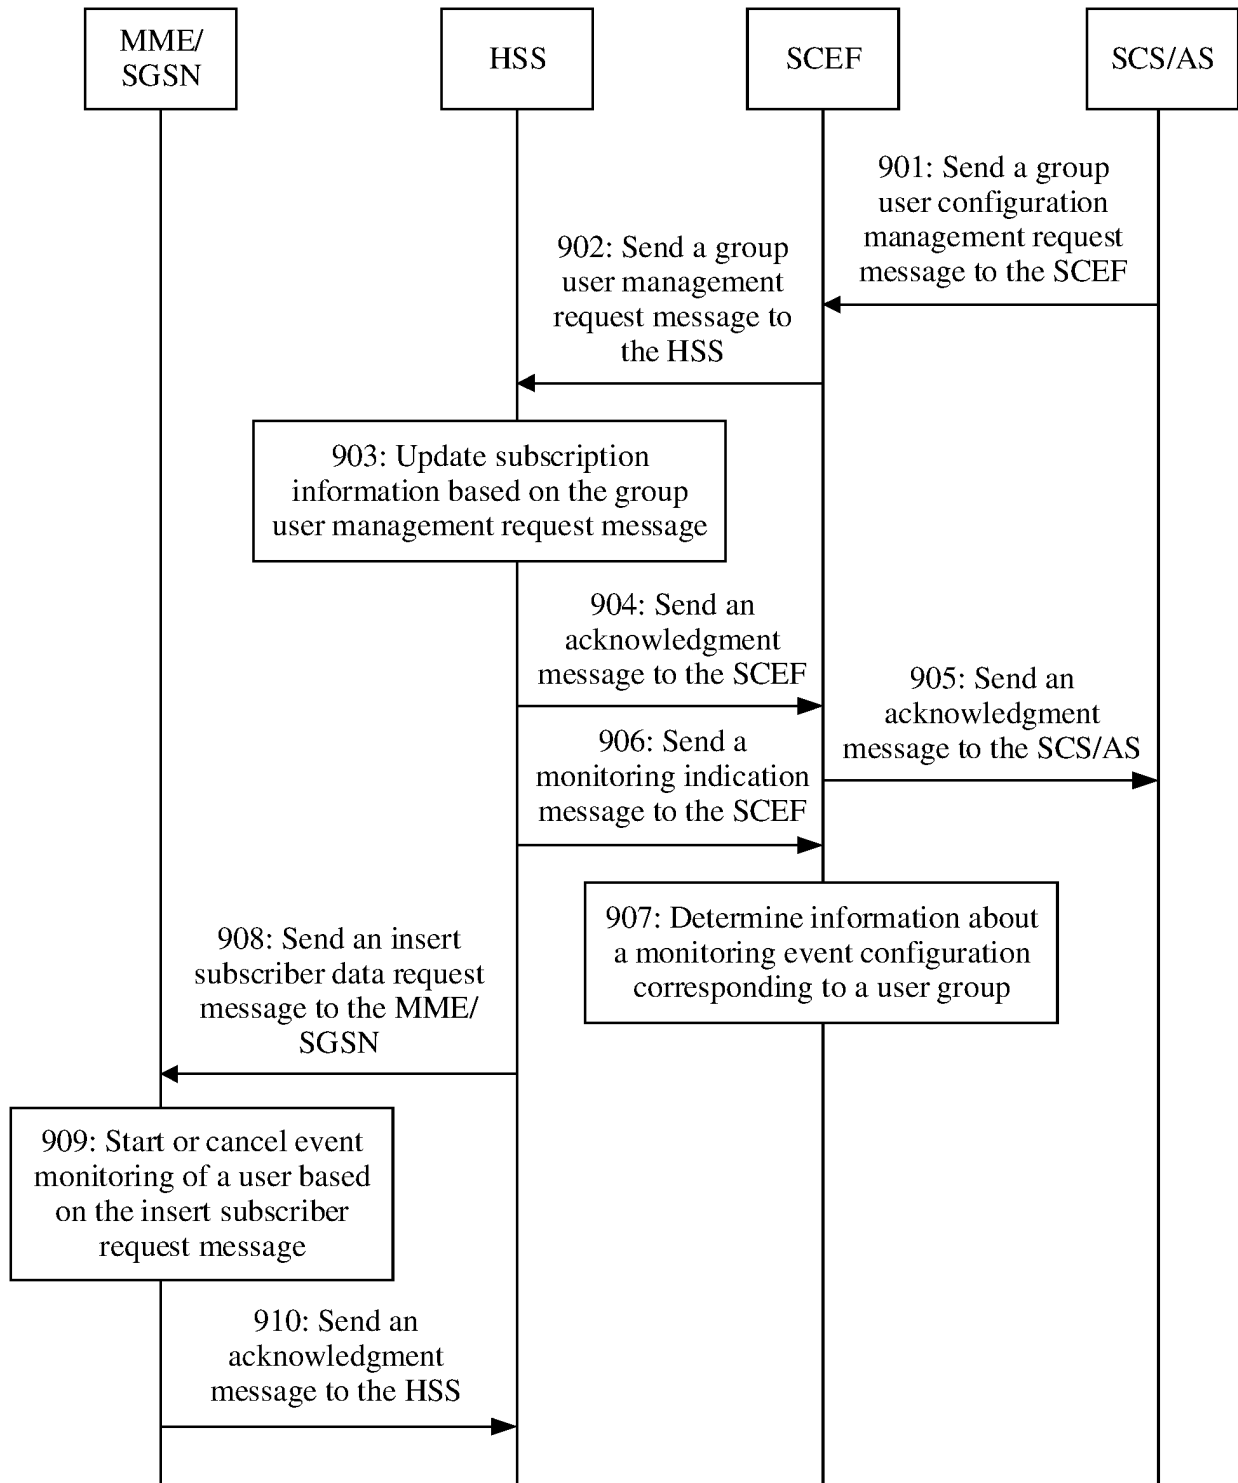 MME/
SGSN
HSS
SCEF
SCS/AS
901: Send a group
user configuration
management request
message to the SCEF
902: Send a group
user management
request message to
the HSS
903: Update subscription
information based on the group
user management request message
904: Send an
acknowledgment
message to the SCEF
905: Send an
acknowledgment
message to the SCS/AS
906: Send a
monitoring indication
message to the SCEF
907: Determine information about
a monitoring event configuration
corresponding to a user group
908: Send an insert
subscriber data request
message to the MME/
SGSN
909: Start or cancel event
monitoring of a user based
on the insert subscriber
request message
910: Send an
acknowledgment
message to the HSS